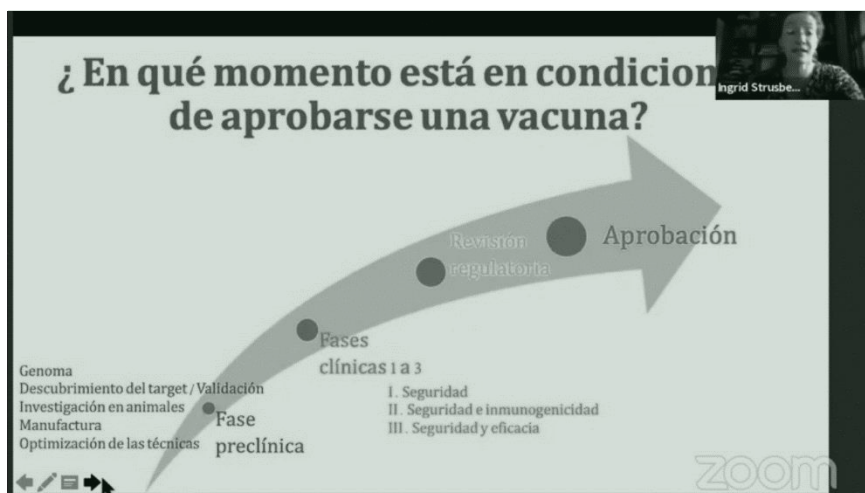 ¿ En qué momento está en condicion
de aprobarse una vacuna?
Ingrid Strusbe...
Aprobación
Revisión
regulatoria
Fases
clínicas 1 a 3
I. Seguridad
II. Seguridad e inmunogenicidad
III. Seguridad y eficacia
Genoma
Descubrimiento del target / Validación
Investigación en animales
Manufactura
Optimización de las técnicas
Fase
preclínica
zoom